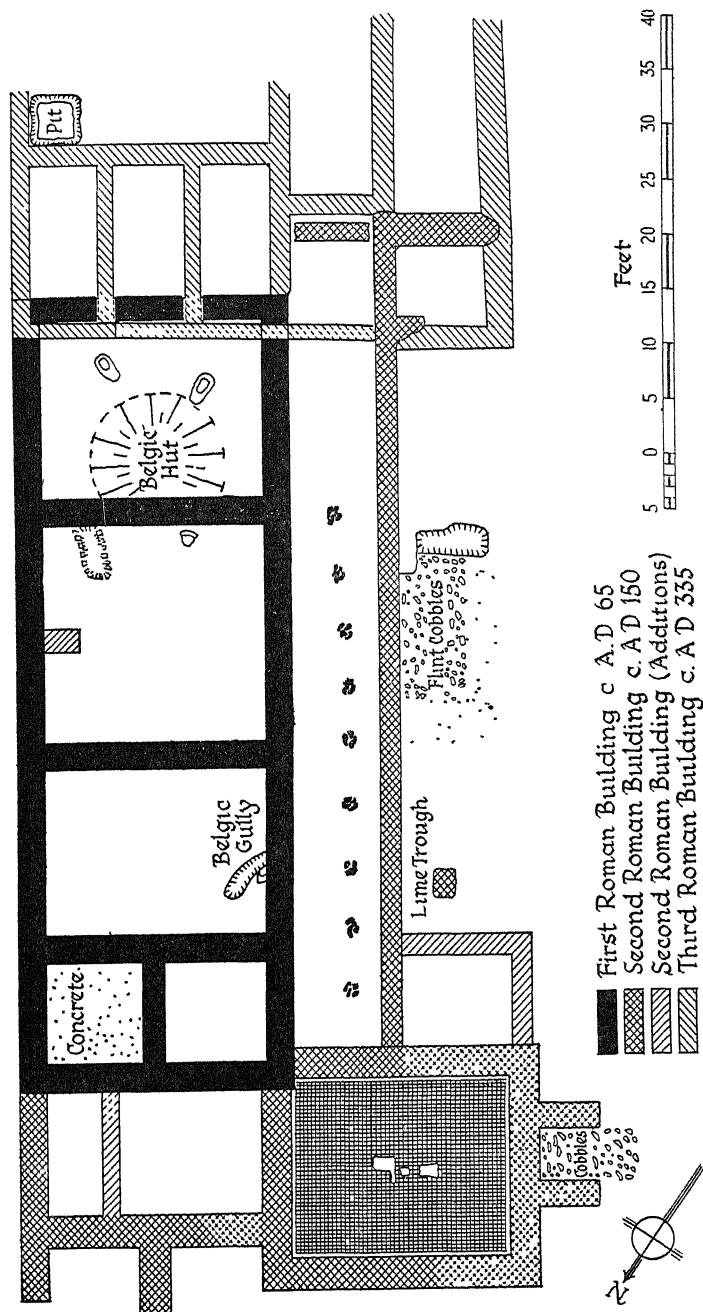 Pit
Belgic
Hut
Belgic
Gully
Concrete
Flint Cobbles
Lime Trough
Cobbles
N
Feet
5 0 5 10 15 20 25 30 35 40
First Roman Building c A.D 65
Second Roman Building c. A D 150
Second Roman Building (Additions)
Third Roman Building c. A D 335